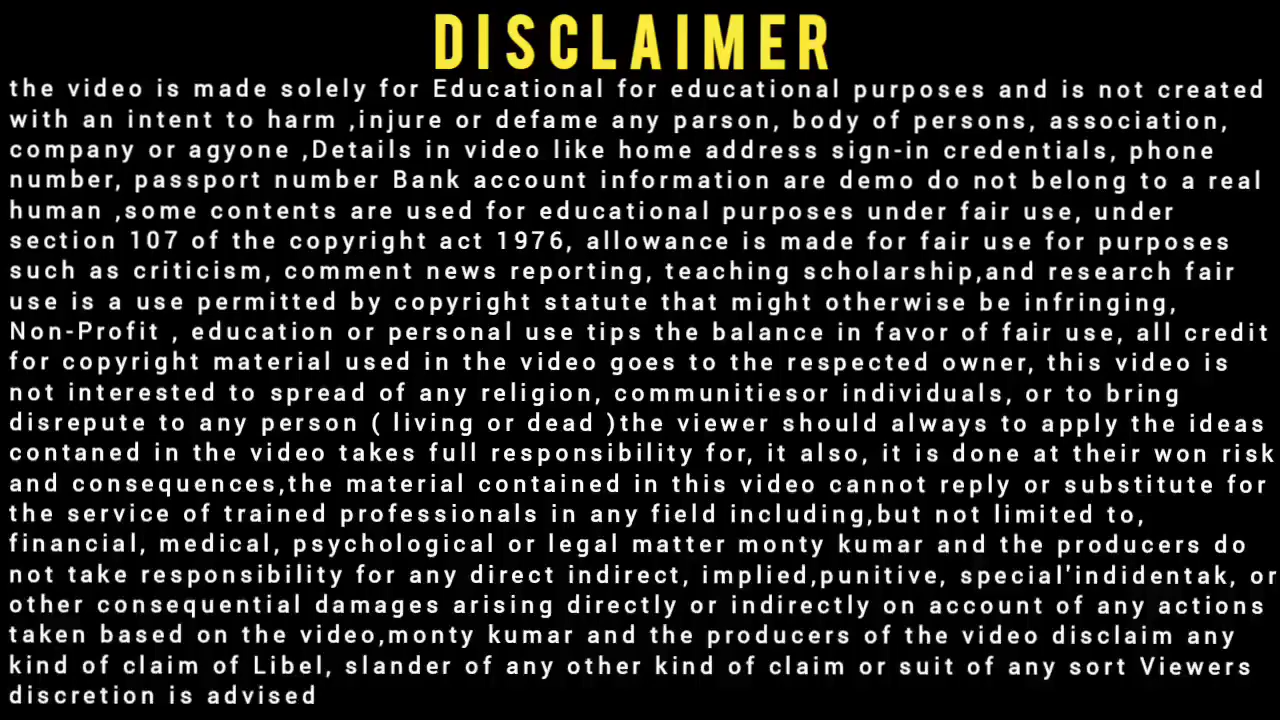 DISCLAIMER
the video is made solely for Educational for educational purposes and is not created
with an intent to harm ,injure or defame any parson, body of persons, association,
company or agyone ,Details in video like home address sign-in credentials, phone
number, passport number Bank account information are demo do not belong to a real
human ,some contents are used for educational purposes under fair use, under
section 107 of the copyright act 1976, allowance is made for fair use for purposes
such as criticism, comment news reporting, teaching scholarship,and research fair
use is a use permitted by copyright statute that might otherwise be infringing,
Non-Profit , education or personal use tips the balance in favor of fair use, all credit
for copyright material used in the video goes to the respected owner, this video is
not interested to spread of any religion, communitiesor individuals, or to bring
disrepute to any person ( living or dead )the viewer should always to apply the ideas
contaned in the video takes full responsibility for, it also, it is done at their won risk
and consequences,the material contained in this video cannot reply or substitute for
the service of trained professionals in any field including,but not limited to,
financial, medical, psychological or legal matter monty kumar and the producers do
not take responsibility for any direct indirect, implied,punitive, special'indidentak, or
other consequential damages arising directly or indirectly on account of any actions
taken based on the video,monty kumar and the producers of the video disclaim any
kind of claim of Libel, slander of any other kind of claim or suit of any sort Viewers
discretion is advised